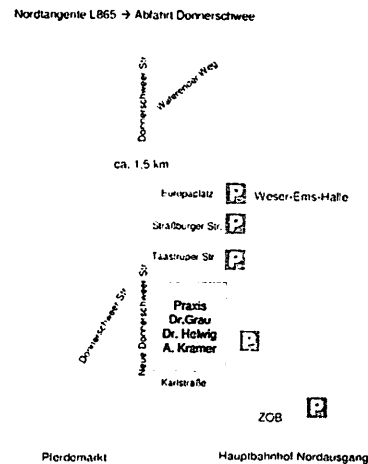 Nordtangente L865 → Abfahrt Donnerschwee
Donnerschweer Str
Waterender Weg
ca. 1,5 km
Europaplatz
P
Weser-Ems-Halle
Straßburger Str.
P
Taastruper Str
P
Donnerschweer Str
Neue Donnerschweer Str
Praxis
Dr.Grau
Dr. Helwig
A. Kramer
P
Karlstraße
P
ZOB
Pferdemarkt
Hauptbahnhof Nordausgang